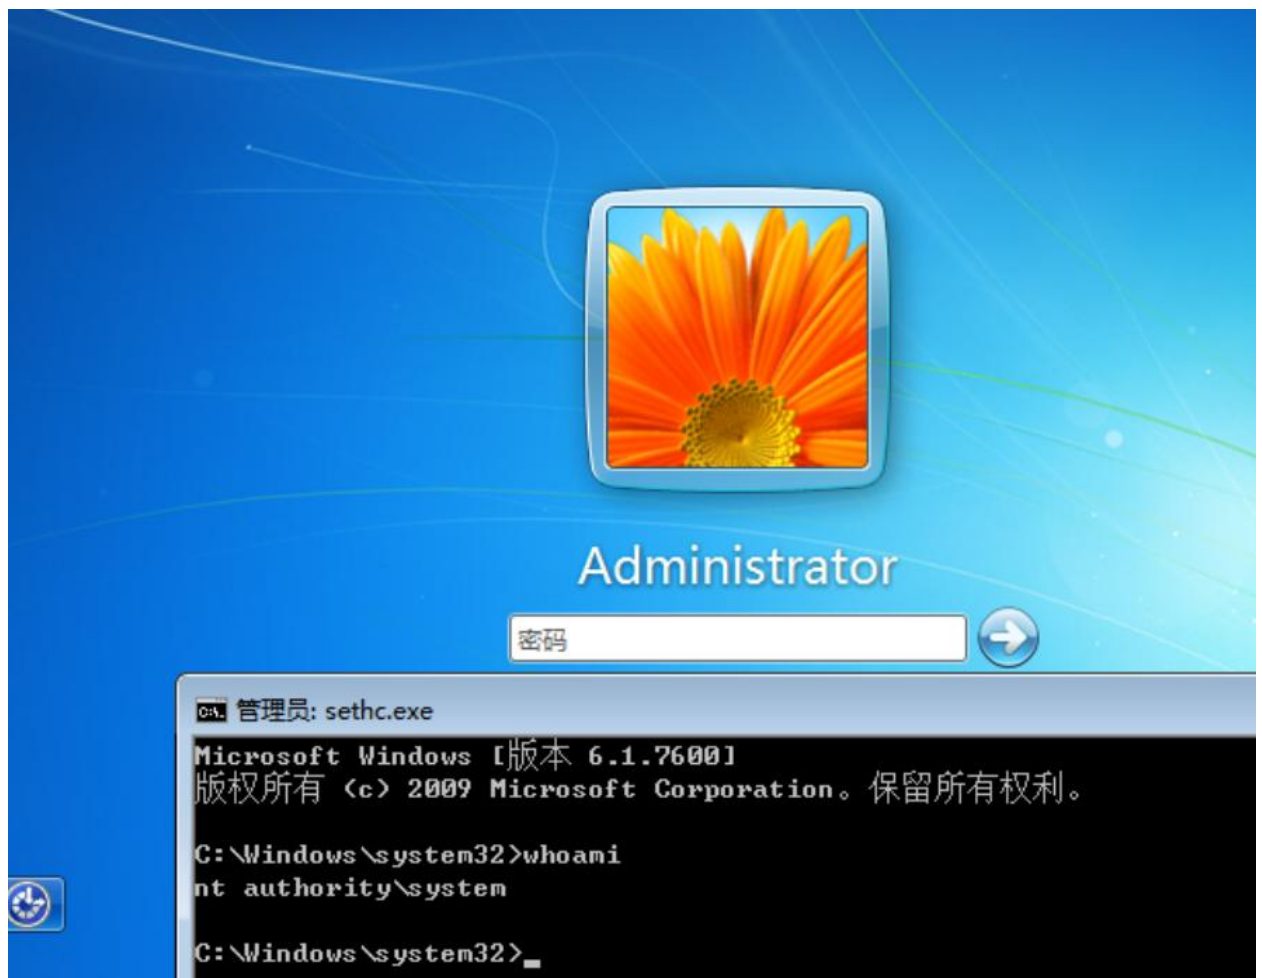 Administrator
密码
C:\. 管理员: sethc.exe
Microsoft Windows [版本 6.1.7600]
版权所有 (c) 2009 Microsoft Corporation。保留所有权利。
C:\Windows\system32>whoami
nt authority\system
C:\Windows\system32>_